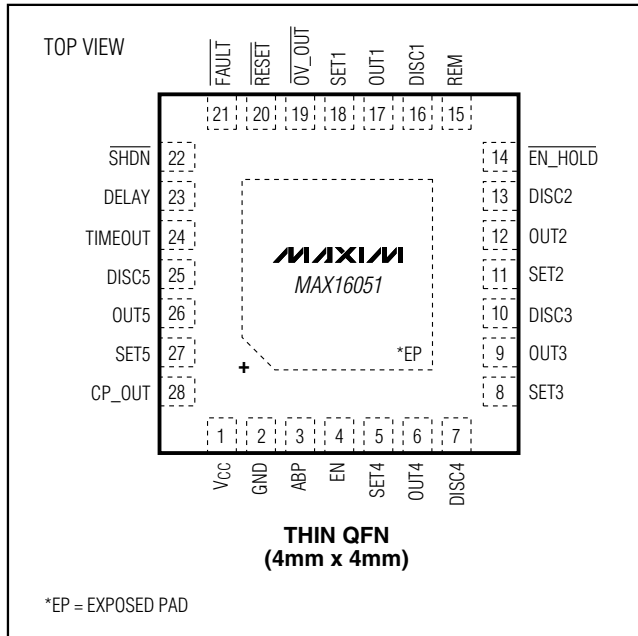 TOP VIEW
FAULT
RESET
OV_OUT
SET1
OUT1
DISC1
REM
21 20 19 18 17 16 15
SHDN 22
DELAY 23
TIMEOUT 24
DISC5 25
OUT5 26
SET5 27
CP_OUT 28
14 EN_HOLD
13 DISC2
12 OUT2
11 SET2
10 DISC3
9 OUT3
8 SET3
MAXIM
MAX16051
*EP
+
1 2 3 4 5 6 7
VCC
GND
ABP
EN
SET4
OUT4
DISC4
THIN QFN
(4mm x 4mm)
*EP = EXPOSED PAD